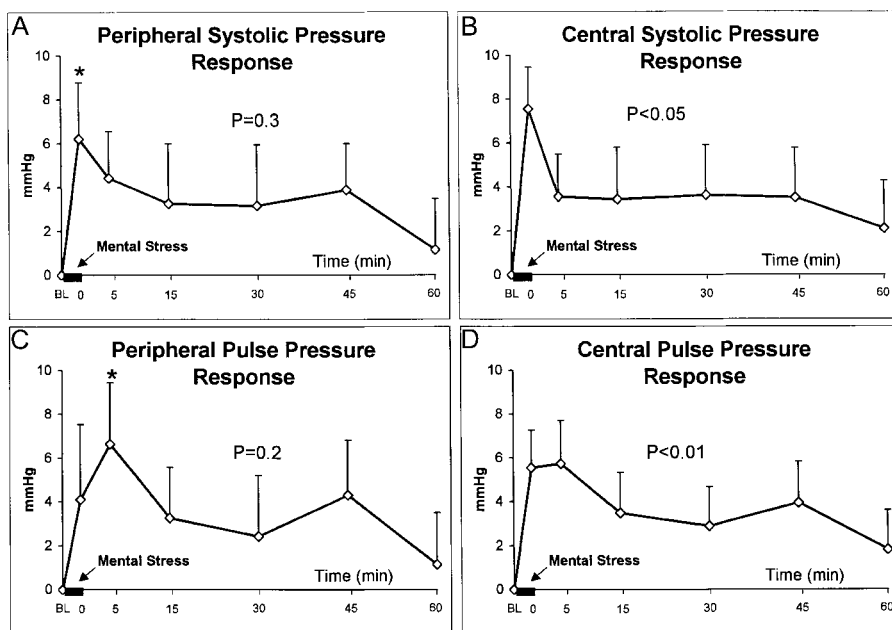 A
Peripheral Systolic Pressure
Response
*
P=0.3
mmHg
10
8
6
4
2
0
Mental Stress
Time (min)
BL 0 5 15 30 45 60
B
Central Systolic Pressure
Response
P<0.05
mmHg
10
8
6
4
2
0
Mental Stress
Time (min)
BL 0 5 15 30 45 60
C
Peripheral Pulse Pressure
Response
*
P=0.2
mmHg
10
8
6
4
2
0
Mental Stress
Time (min)
BL 0 5 15 30 45 60
D
Central Pulse Pressure
Response
P<0.01
mmHg
10
8
6
4
2
0
Mental Stress
Time (min)
BL 0 5 15 30 45 60